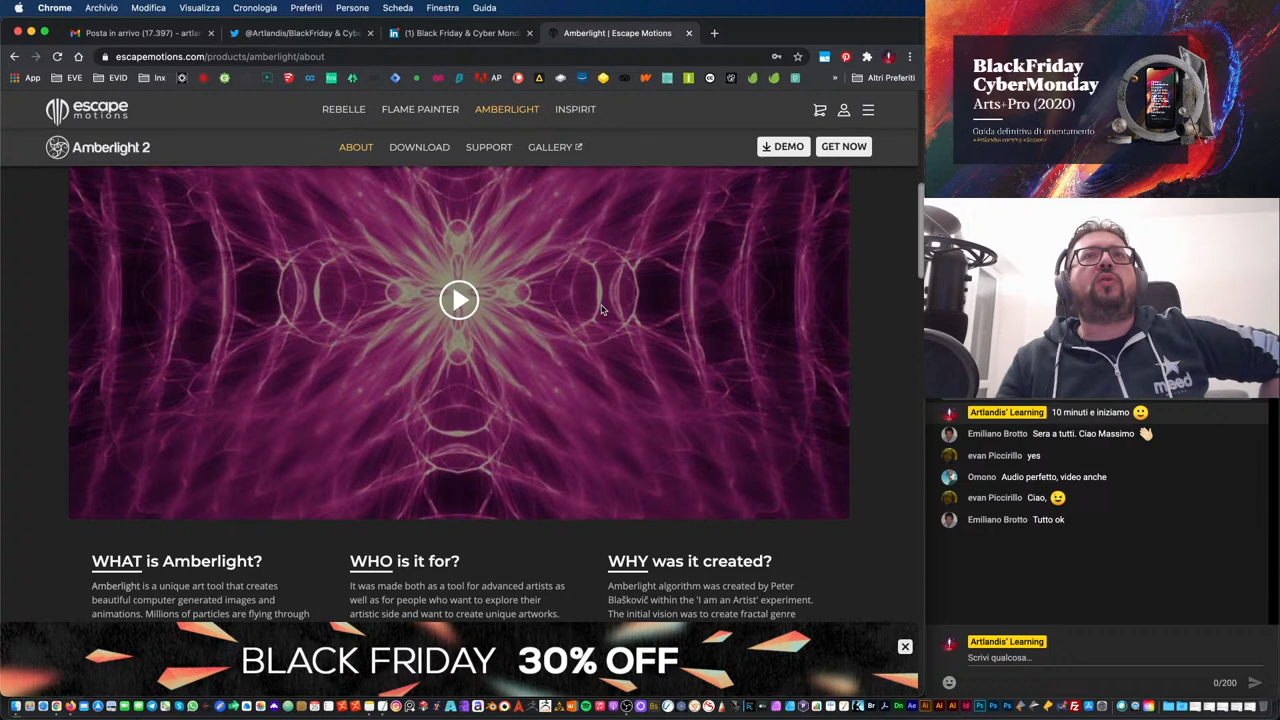 Chrome Archivio Modifica Visualizza Cronologia Preferiti Persone Scheda Finestra Guida
Posta in arrivo (17.397) - artlan
@Artlandis/BlackFriday & Cybe
(1) Black Friday & Cyber Mond
Amberlight | Escape Motions
escapemotions.com/products/amberlight/about
App EVE EVID Inx AP » Altri Preferiti
escape motions
REBELLE FLAME PAINTER AMBERLIGHT INSPIRIT
Amberlight 2
ABOUT DOWNLOAD SUPPORT GALLERY DEMO GET NOW
WHAT is Amberlight?
Amberlight is a unique art tool that creates
beautiful computer generated images and
animations. Millions of particles are flying through
WHO is it for?
It was made both as a tool for advanced artists as
well as for people who want to explore their
artistic side and want to create unique artworks.
WHY was it created?
Amberlight algorithm was created by Peter
Blaškovič within the 'I am an Artist' experiment.
The initial vision was to create fractal genre
BLACK FRIDAY 30% OFF
BlackFriday
CyberMonday
Arts+Pro (2020)
Guida definitiva di orientamento
meed
Artlandis' Learning 10 minuti e iniziamo
Emiliano Brotto Sera a tutti. Ciao Massimo
evan Piccirillo yes
Omono Audio perfetto, video anche
evan Piccirillo Ciao,
Emiliano Brotto Tutto ok
Artlandis' Learning
Scrivi qualcosa...
0/200